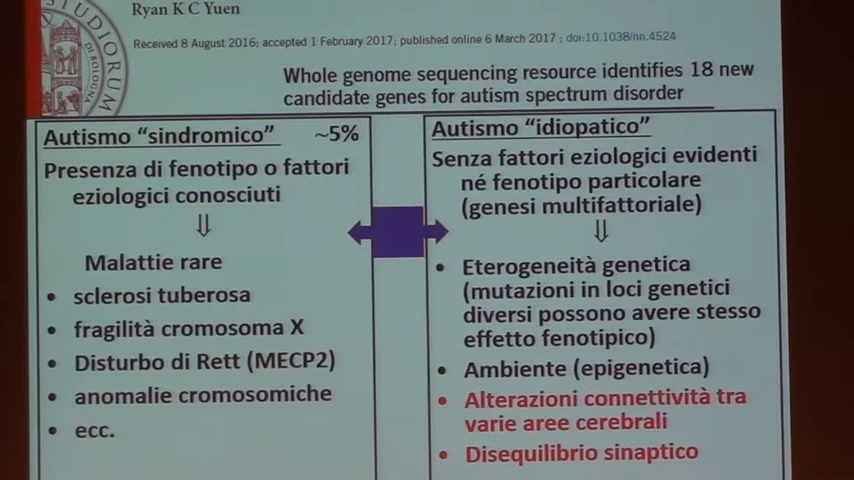 Ryan K C Yuen
Received 8 August 2016; accepted 1 February 2017; published online 6 March 2017 ; doi:10.1038/nn.4524
STUDIORUM
DI BOLOGNA
Whole genome sequencing resource identifies 18 new
candidate genes for autism spectrum disorder
Autismo “sindromico” ~5%
Presenza di fenotipo o fattori
eziologici conosciuti
⇓
Malattie rare
• sclerosi tuberosa
• fragilità cromosoma X
• Disturbo di Rett (MECP2)
• anomalie cromosomiche
• ecc.
Autismo “idiopatico”
Senza fattori eziologici evidenti
né fenotipo particolare
(genesi multifattoriale)
⇓
• Eterogeneità genetica
(mutazioni in loci genetici
diversi possono avere stesso
effetto fenotipico)
• Ambiente (epigenetica)
• Alterazioni connettività tra
varie aree cerebrali
• Disequilibrio sinaptico